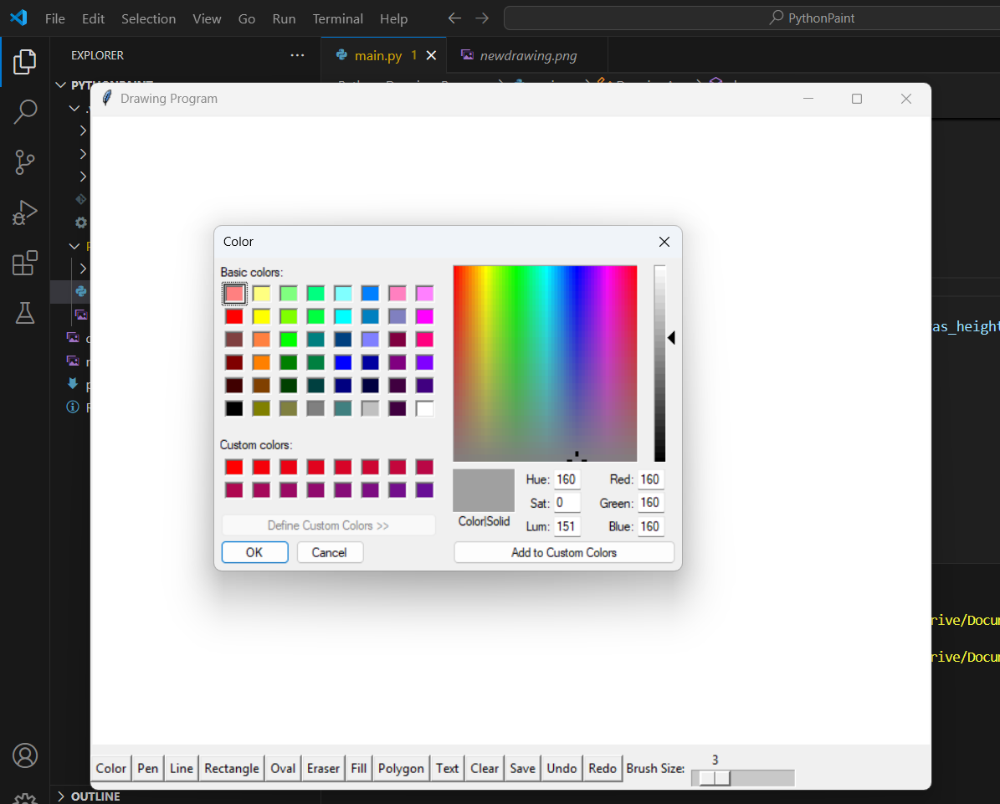 File Edit Selection View Go Run Terminal Help PythonPaint
EXPLORER ··· main.py 1 newdrawing.png
Drawing Program
as_height
Color
Basic colors:
Custom colors:
Define Custom Colors >>
OK Cancel
Hue: 160 Red: 160
Sat: 0 Green: 160
Color|Solid
Lum: 151 Blue: 160
Add to Custom Colors
rive/Docum
rive/Docum
Color Pen Line Rectangle Oval Eraser Fill Polygon Text Clear Save Undo Redo Brush Size: 3
OUTLINE